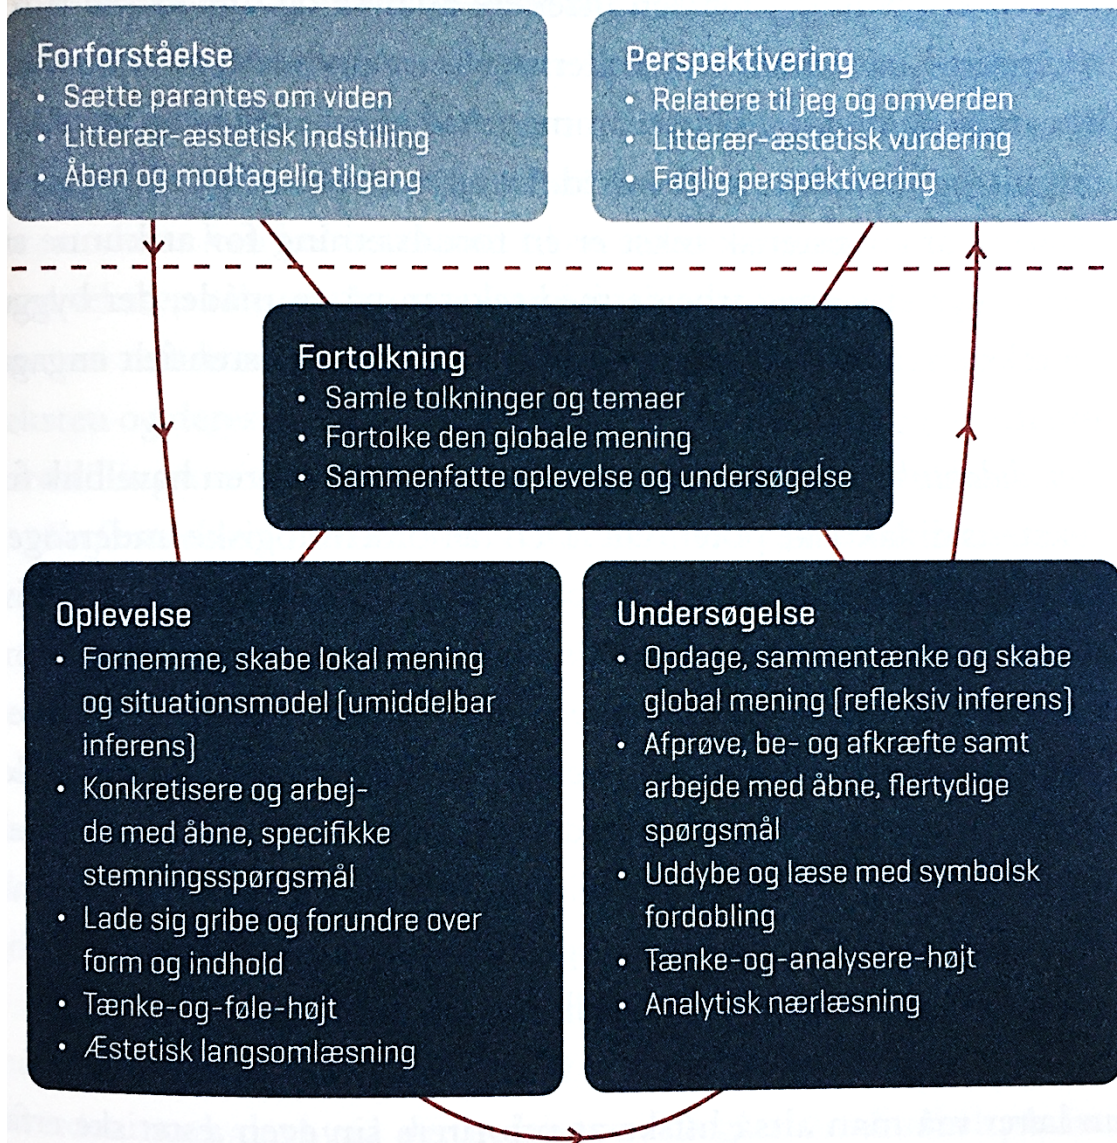 Forforståelse
• Sætte parantes om viden
• Litterær-æstetisk indstilling
• Åben og modtagelig tilgang
Perspektivering
• Relatere til jeg og omverden
• Litterær-æstetisk vurdering
• Faglig perspektivering
Fortolkning
• Samle tolkninger og temaer
• Fortolke den globale mening
• Sammenfatte oplevelse og undersøgelse
Oplevelse
• Fornemme, skabe lokal mening
og situationsmodel (umiddelbar
inferens)
• Konkretisere og arbej-
de med åbne, specifikke
stemningsspørgsmål
• Lade sig gribe og forundre over
form og indhold
• Tænke-og-føle-højt
• Æstetisk langsomlæsning
Undersøgelse
• Opdage, sammentænke og skabe
global mening (refleksiv inferens)
• Afprøve, be- og afkræfte samt
arbejde med åbne, flertydige
spørgsmål
• Uddybe og læse med symbolsk
fordobling
• Tænke-og-analysere-højt
• Analytisk nærlæsning